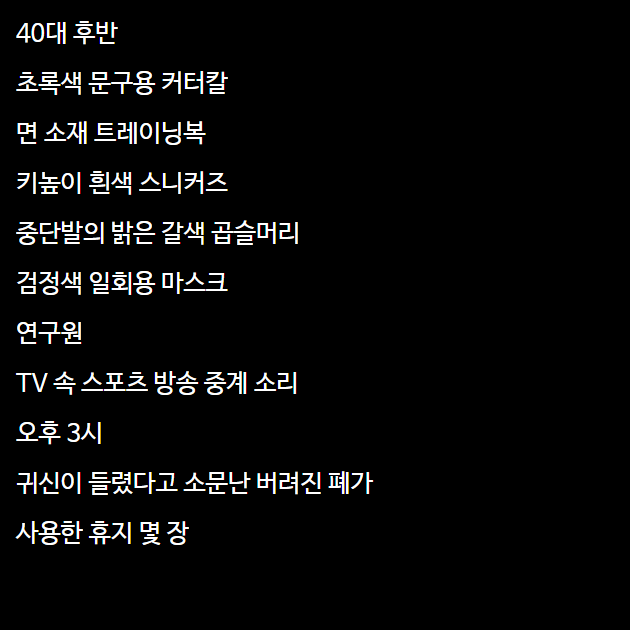 40대 후반
초록색 문구용 커터칼
면 소재 트레이닝복
키높이 흰색 스니커즈
중단발의 밝은 갈색 곱슬머리
검정색 일회용 마스크
연구원
TV 속 스포츠 방송 중계 소리
오후 3시
귀신이 들렸다고 소문난 버려진 폐가
사용한 휴지 몇 장